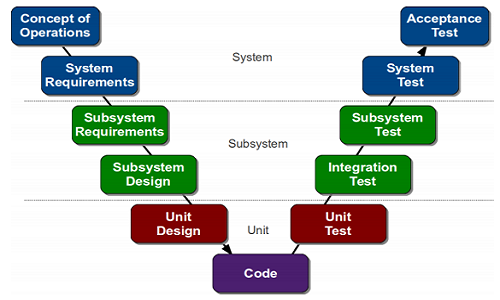 Concept of
Operations
Acceptance
Test
System
System
Requirements
System
Test
Subsystem
Requirements
Subsystem
Test
Subsystem
Subsystem
Design
Integration
Test
Unit
Design
Unit
Unit
Test
Code